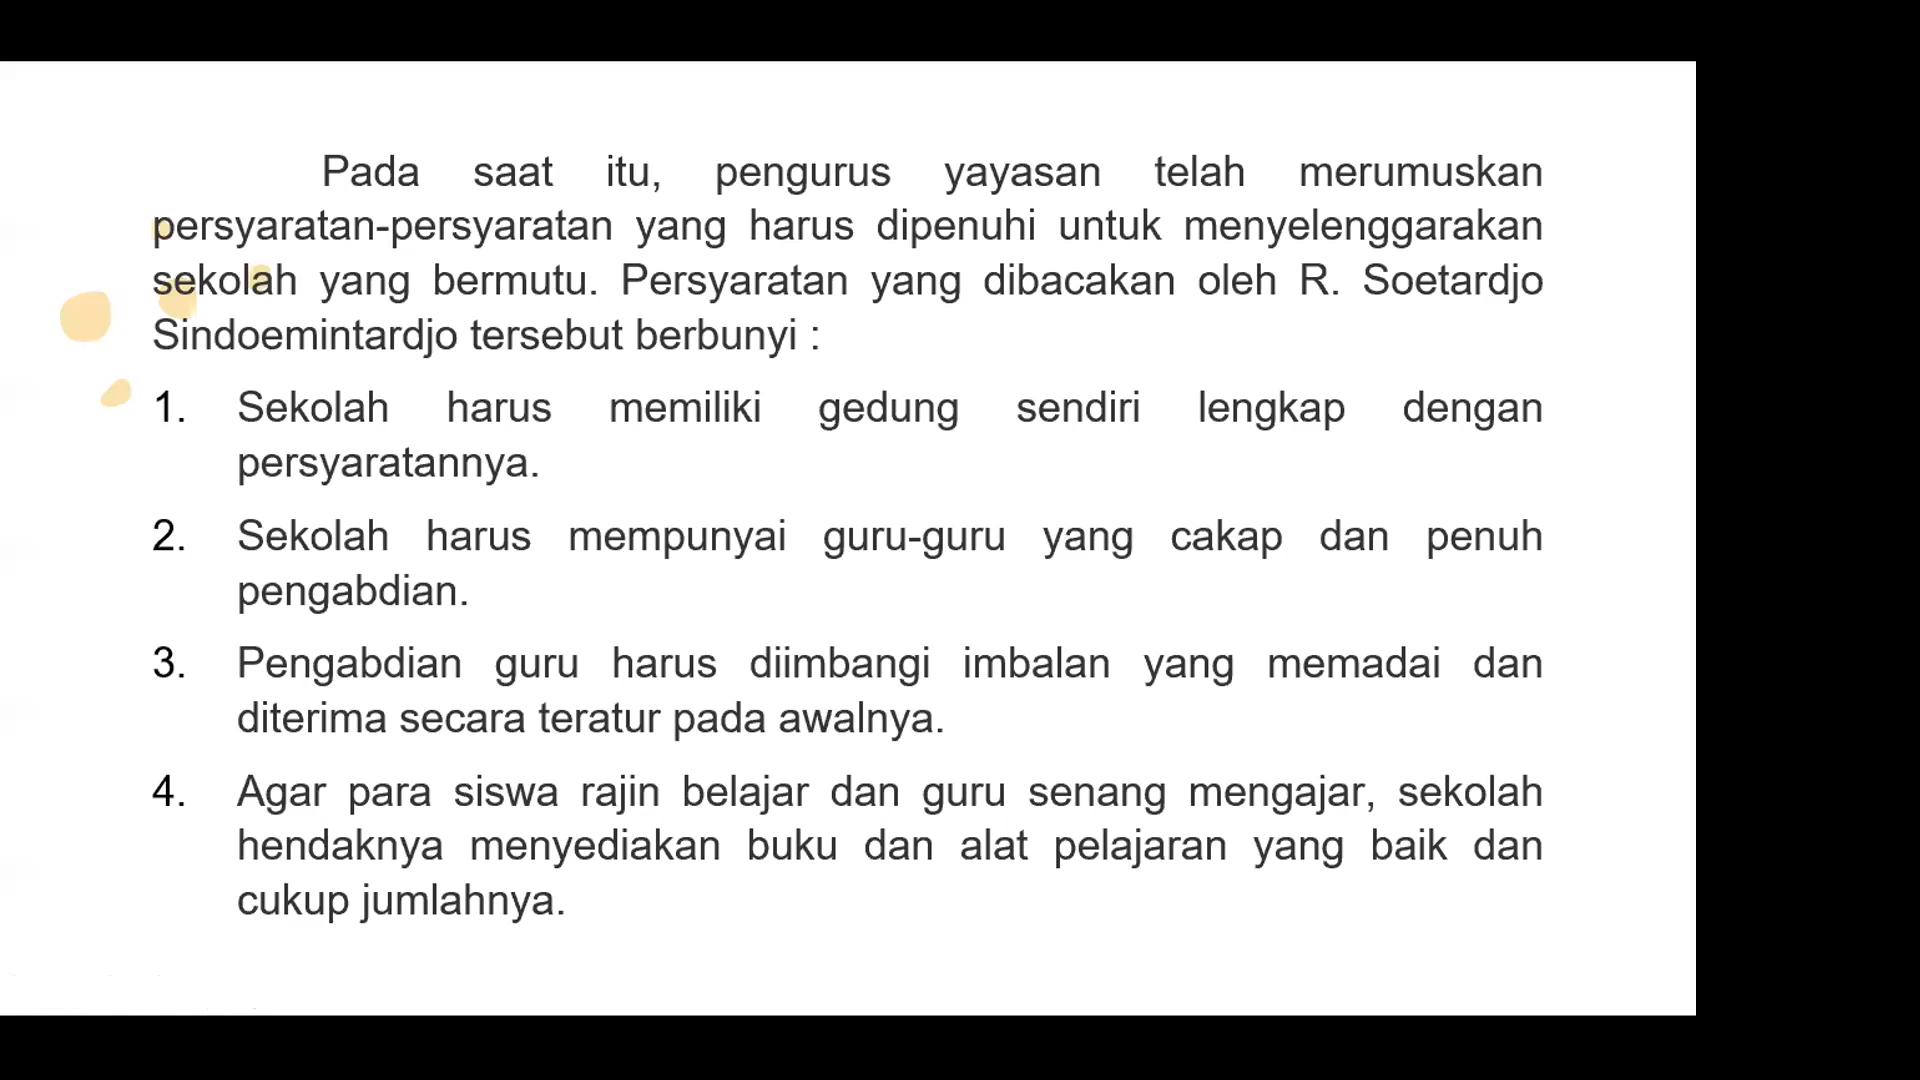 Pada saat itu, pengurus yayasan telah merumuskan
persyaratan-persyaratan yang harus dipenuhi untuk menyelenggarakan
sekolah yang bermutu. Persyaratan yang dibacakan oleh R. Soetardjo
Sindoemintardjo tersebut berbunyi :
1. Sekolah harus memiliki gedung sendiri lengkap dengan
persyaratannya.
2. Sekolah harus mempunyai guru-guru yang cakap dan penuh
pengabdian.
3. Pengabdian guru harus diimbangi imbalan yang memadai dan
diterima secara teratur pada awalnya.
4. Agar para siswa rajin belajar dan guru senang mengajar, sekolah
hendaknya menyediakan buku dan alat pelajaran yang baik dan
cukup jumlahnya.